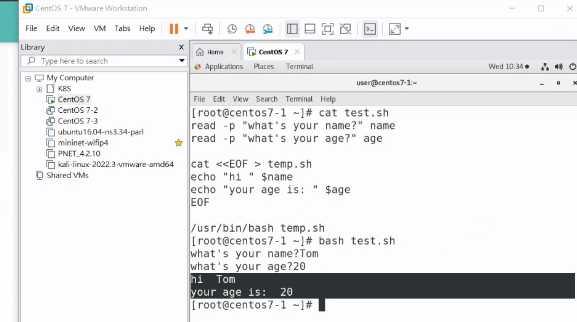 CentOS 7 - VMware Workstation
File Edit View VM Tabs Help
Library
Type here to search
My Computer
K8S
CentOS 7
CentOS 7-2
CentOS 7-3
ubuntu16.04-ns3.34-parl
mininet-wifip4
PNET_4.2.10
kali-linux-2022.3-vmware-amd64
Shared VMs
Home
CentOS 7
Applications Places Terminal
Wed 10:34
user@centos7-1:~
File Edit View Search Terminal Help
[root@centos7-1 ~]# cat test.sh
read -p "what's your name?" name
read -p "what's your age?" age
cat <<EOF > temp.sh
echo "hi " $name
echo "your age is: " $age
EOF
/usr/bin/bash temp.sh
[root@centos7-1 ~]# bash test.sh
what's your name?Tom
what's your age?20
hi  Tom
your age is:  20
[root@centos7-1 ~]#